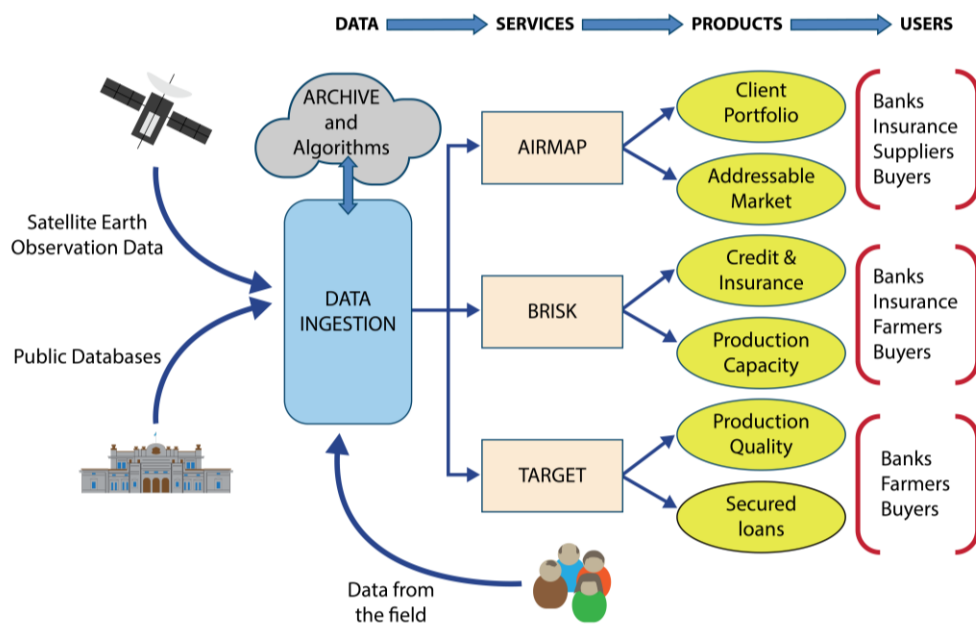 DATA
SERVICES
PRODUCTS
USERS
Satellite Earth
Observation Data
Public Databases
ARCHIVE
and
Algorithms
DATA
INGESTION
Data from
the field
AIRMAP
BRISK
TARGET
Client
Portfolio
Addressable
Market
Credit &
Insurance
Production
Capacity
Production
Quality
Secured
loans
Banks
Insurance
Suppliers
Buyers
Banks
Insurance
Farmers
Buyers
Banks
Farmers
Buyers